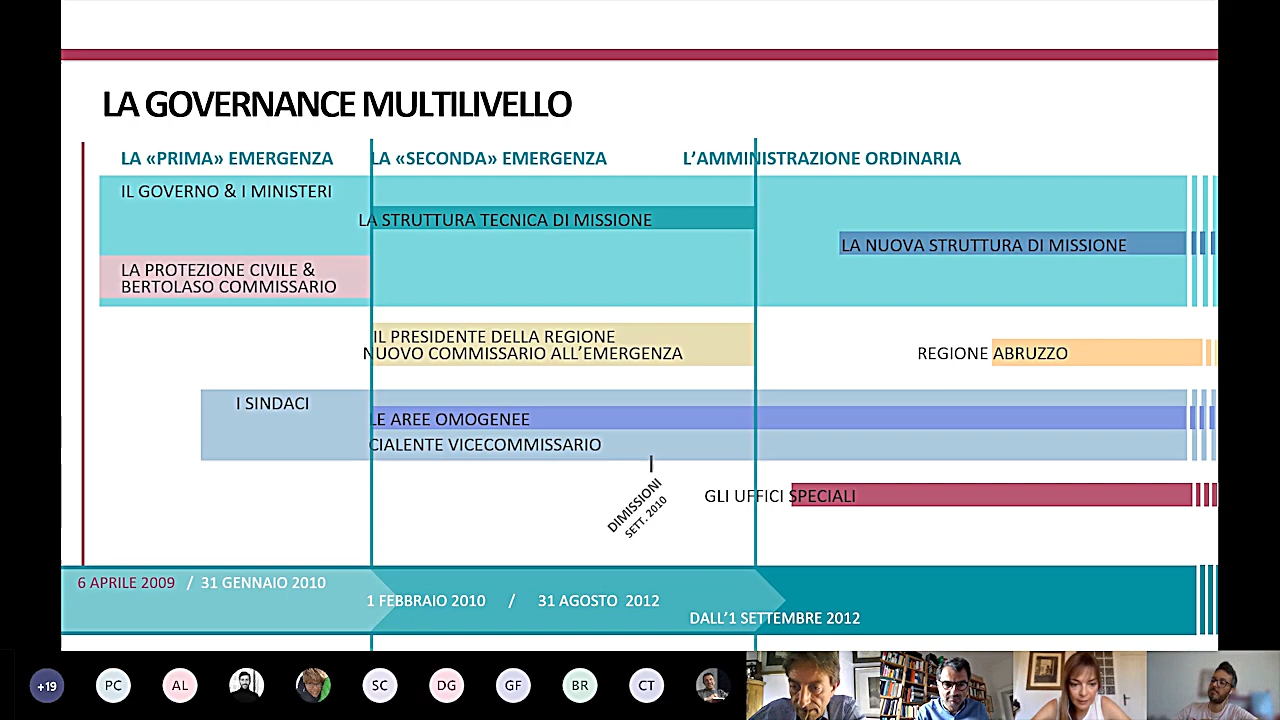 LA GOVERNANCE MULTILIVELLO
LA «PRIMA» EMERGENZA
LA «SECONDA» EMERGENZA
L'AMMINISTRAZIONE ORDINARIA
IL GOVERNO & I MINISTERI
LA STRUTTURA TECNICA DI MISSIONE
LA NUOVA STRUTTURA DI MISSIONE
LA PROTEZIONE CIVILE &
BERTOLASO COMMISSARIO
IL PRESIDENTE DELLA REGIONE
NUOVO COMMISSARIO ALL'EMERGENZA
REGIONE ABRUZZO
I SINDACI
LE AREE OMOGENEE
CIALENTE VICECOMMISSARIO
DIMISSIONI
SETT. 2010
GLI UFFICI SPECIALI
6 APRILE 2009 / 31 GENNAIO 2010
1 FEBBRAIO 2010 / 31 AGOSTO 2012
DALL'1 SETTEMBRE 2012
+19
PC
AL
SC
DG
GF
BR
CT